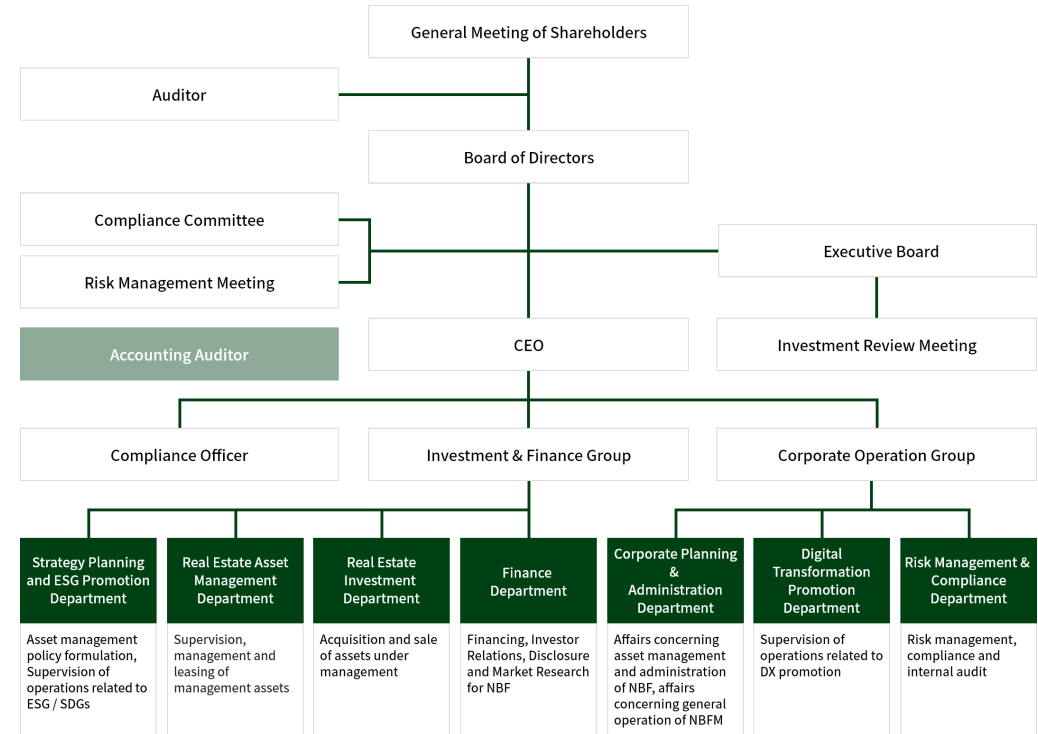 General Meeting of Shareholders
Auditor
Board of Directors
Compliance Committee
Executive Board
Risk Management Meeting
Accounting Auditor
CEO
Investment Review Meeting
Compliance Officer
Investment & Finance Group
Corporate Operation Group
Strategy Planning
and ESG Promotion
Department
Asset management
policy formulation,
Supervision of
operations related to
ESG / SDGs
Real Estate Asset
Management
Department
Supervision,
management and
leasing of
management assets
Real Estate
Investment
Department
Acquisition and sale
of assets under
management
Finance
Department
Financing, Investor
Relations, Disclosure
and Market Research
for NBF
Corporate Planning
&
Administration
Department
Affairs concerning
asset management
and administration
of NBF, affairs
concerning general
operation of NBFM
Digital
Transformation
Promotion
Department
Supervision of
operations related to
DX promotion
Risk Management &
Compliance
Department
Risk management,
compliance and
internal audit